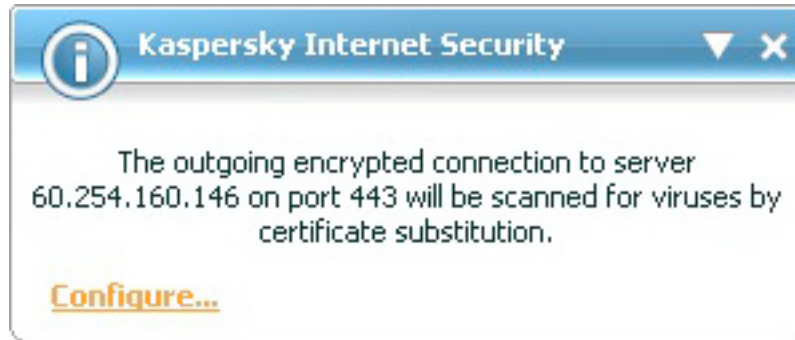 Kaspersky Internet Security
The outgoing encrypted connection to server
60.254.160.146 on port 443 will be scanned for viruses by
certificate substitution.
Configure...